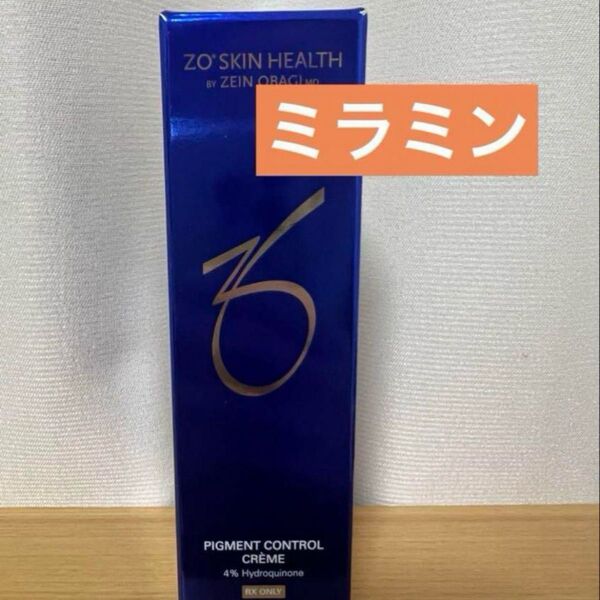 ZO® SKIN HEALTH
BY ZEIN OBAGI MD
ミラミン
PIGMENT CONTROL
CRÈME
4% Hydroquinone
RX ONLY